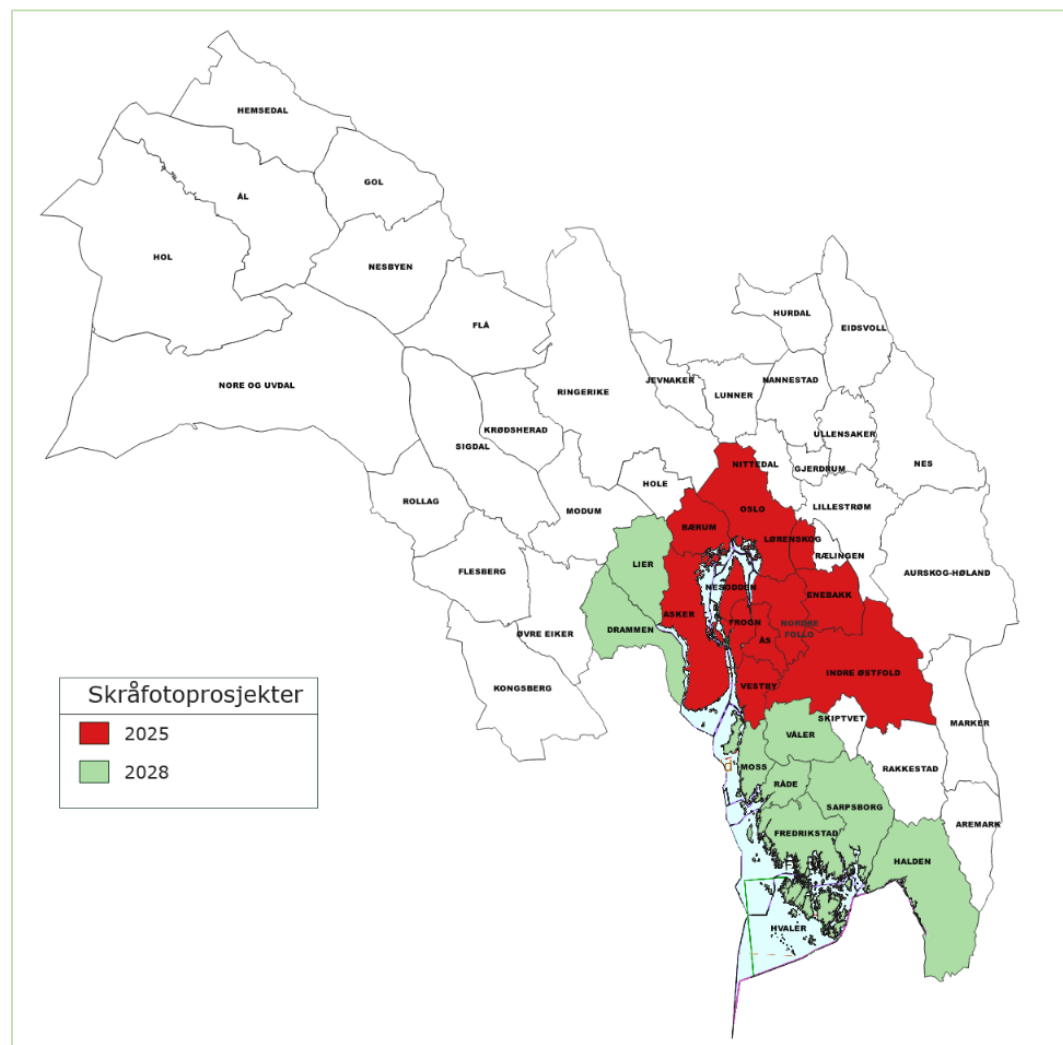 HEMSEDAL
GOL
ÅL
HOL
NESBYEN
FLÅ
HURDAL
EIDSVOLL
NORE OG UVDAL
RINGERIKE
JEVNAKER
LUNNER
NANNESTAD
KRØDSHERAD
SIGDAL
ULLENSAKER
NITTEDAL
GJERDRUM
NES
HOLE
ROLLAG
MODUM
OSLO
LILLESTRØM
BÆRUM
LØRENSKOG
RÆLINGEN
FLESBERG
LIER
AURSKOG-HØLAND
NESODDEN
ENEBAKK
ASKER
FROGN
NORDRE
FOLLO
DRAMMEN
ØVRE EIKER
ÅS
INDRE ØSTFOLD
KONGSBERG
VESTBY
Skråfotoprosjekter
2025
2028
SKIPTVET
MARKER
VÅLER
MOSS
RAKKESTAD
RÅDE
SARPSBORG
AREMARK
FREDRIKSTAD
HALDEN
HVALER